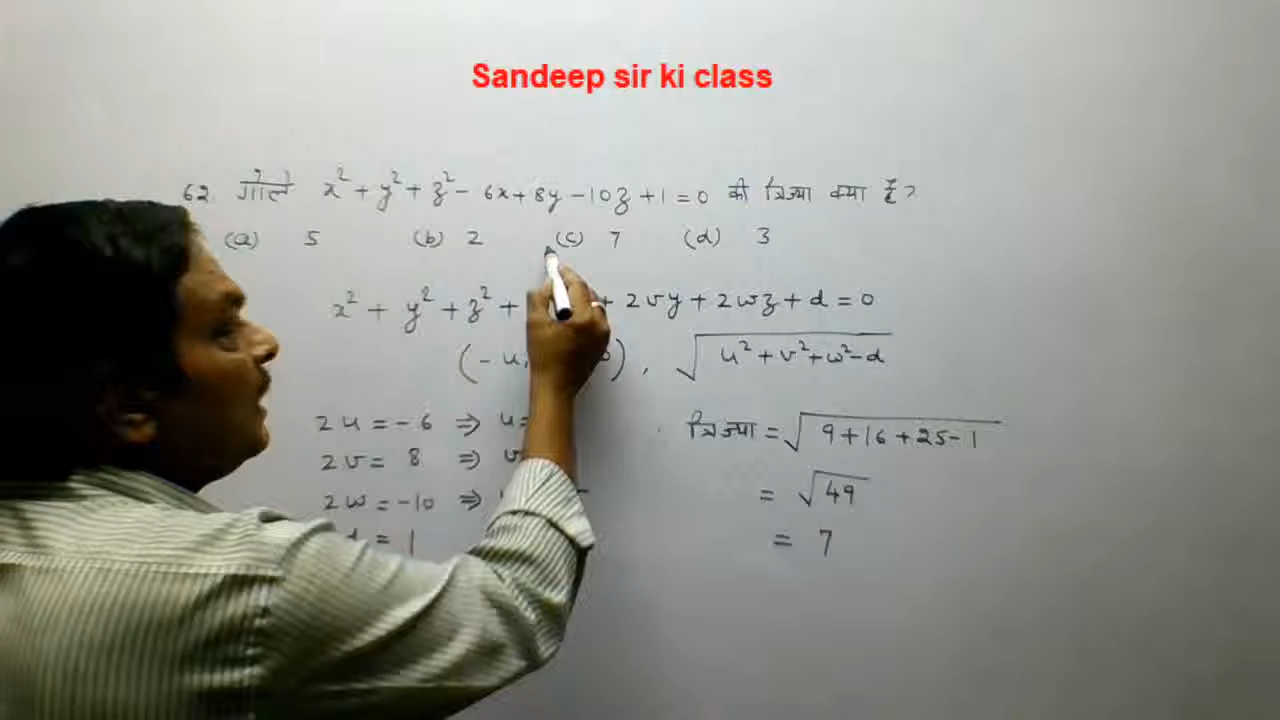 Sandeep sir ki class
62. गोले x² + y² + z² - 6x + 8y - 10z + 1 = 0 की त्रिज्या क्या है?
(a) 5 (b) 2 (c) 7 (d) 3
x² + y² + z² + + 2vy + 2wz + d = 0
(-u, ), √u² + v² + w² - d
2u = -6 ⇒ u =
त्रिज्या = √9 + 16 + 25 - 1
2v = 8 ⇒ v
= √49
2w = -10 ⇒
= 1
= 7